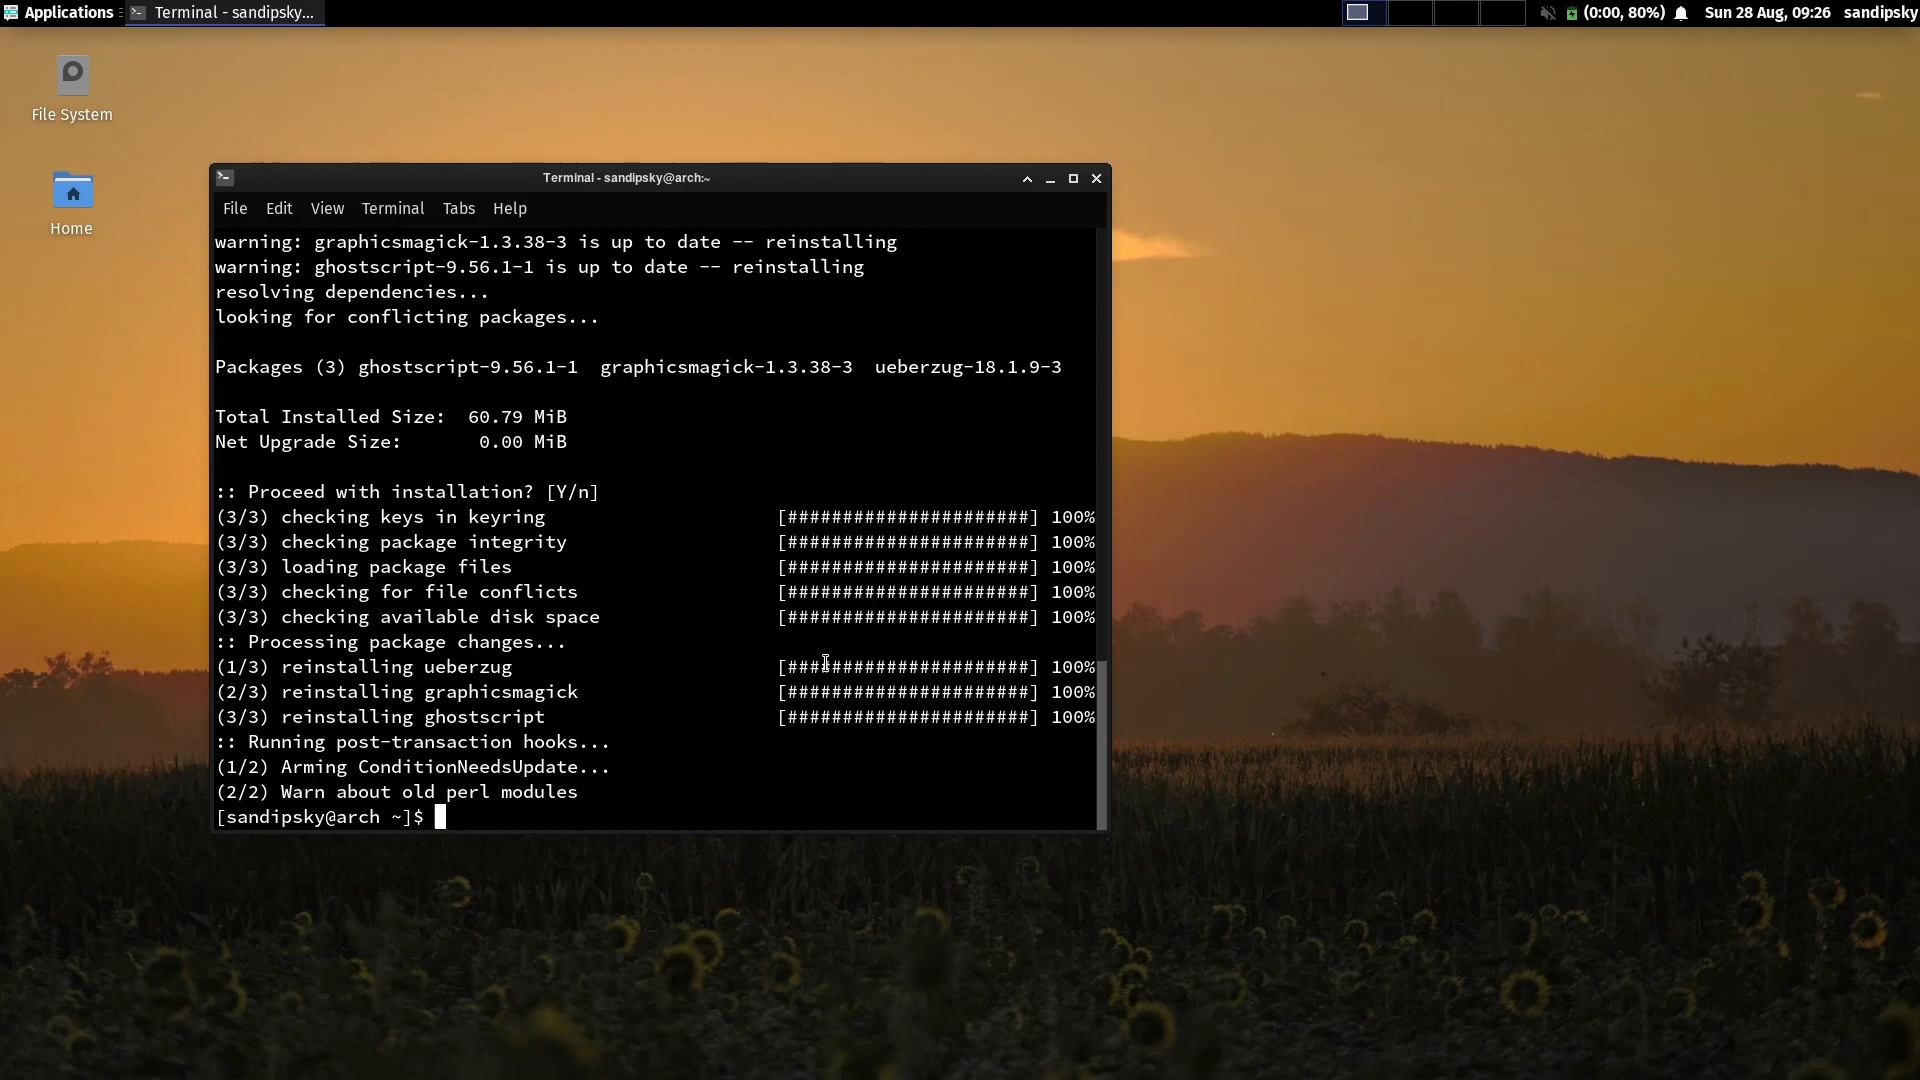 Applications Terminal - sandipsky... (0:00, 80%) Sun 28 Aug, 09:26 sandipsky
File System
Home
Terminal - sandipsky@arch:~
File Edit View Terminal Tabs Help
warning: graphicsmagick-1.3.38-3 is up to date -- reinstalling
warning: ghostscript-9.56.1-1 is up to date -- reinstalling
resolving dependencies...
looking for conflicting packages...
Packages (3) ghostscript-9.56.1-1  graphicsmagick-1.3.38-3  ueberzug-18.1.9-3
Total Installed Size:  60.79 MiB
Net Upgrade Size:       0.00 MiB
:: Proceed with installation? [Y/n]
(3/3) checking keys in keyring [######################] 100%
(3/3) checking package integrity [######################] 100%
(3/3) loading package files [######################] 100%
(3/3) checking for file conflicts [######################] 100%
(3/3) checking available disk space [######################] 100%
:: Processing package changes...
(1/3) reinstalling ueberzug [######################] 100%
(2/3) reinstalling graphicsmagick [######################] 100%
(3/3) reinstalling ghostscript [######################] 100%
:: Running post-transaction hooks...
(1/2) Arming ConditionNeedsUpdate...
(2/2) Warn about old perl modules
[sandipsky@arch ~]$